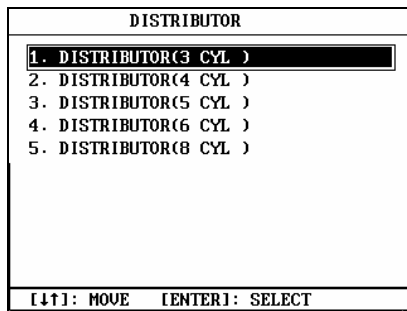 DISTRIBUTOR
1. DISTRIBUTOR(3 CYL )
2. DISTRIBUTOR(4 CYL )
3. DISTRIBUTOR(5 CYL )
4. DISTRIBUTOR(6 CYL )
5. DISTRIBUTOR(8 CYL )
[↓↑]: MOVE [ENTER]: SELECT